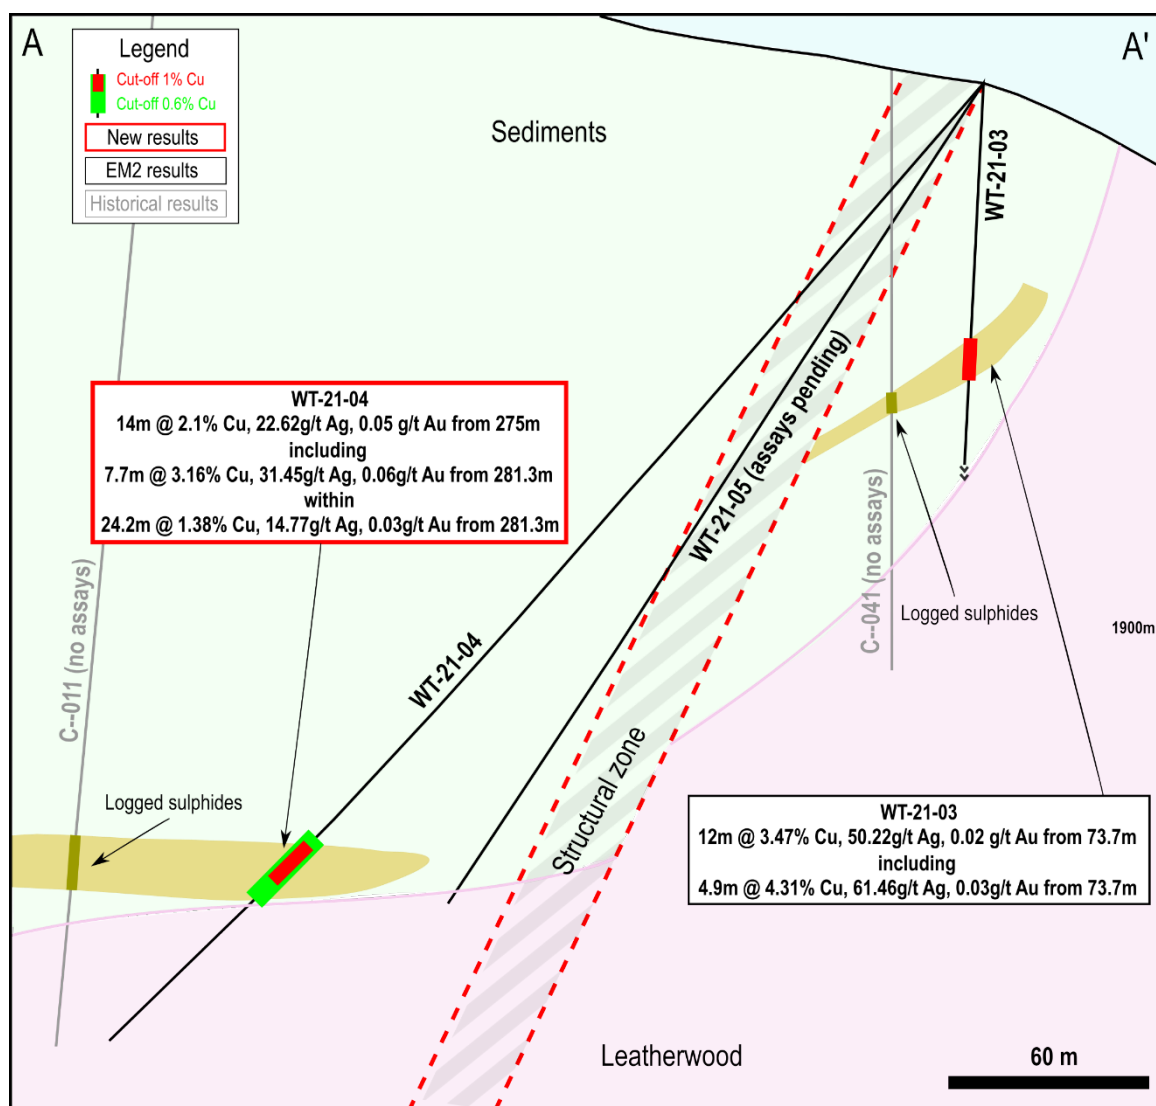 A
A'
Legend
Cut-off 1% Cu
Cut-off 0.6% Cu
New results
EM2 results
Historical results
Sediments
WT-21-03
WT-21-04
14m @ 2.1% Cu, 22.62g/t Ag, 0.05 g/t Au from 275m
including
7.7m @ 3.16% Cu, 31.45g/t Ag, 0.06g/t Au from 281.3m
within
24.2m @ 1.38% Cu, 14.77g/t Ag, 0.03g/t Au from 281.3m
WT-21-05 (assays pending)
C--011 (no assays)
C--041 (no assays)
Logged sulphides
1900m
WT-21-04
Structural zone
Logged sulphides
WT-21-03
12m @ 3.47% Cu, 50.22g/t Ag, 0.02 g/t Au from 73.7m
including
4.9m @ 4.31% Cu, 61.46g/t Ag, 0.03g/t Au from 73.7m
Leatherwood
60 m